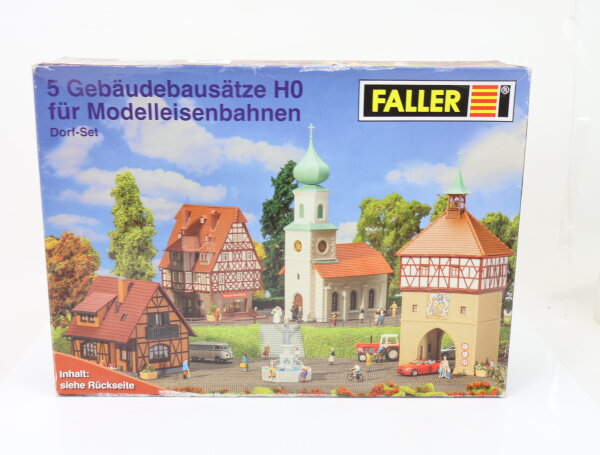 5 Gebäudebausätze H0
für Modelleisenbahnen
Dorf-Set
FALLER ®
Inhalt:
siehe Rückseite